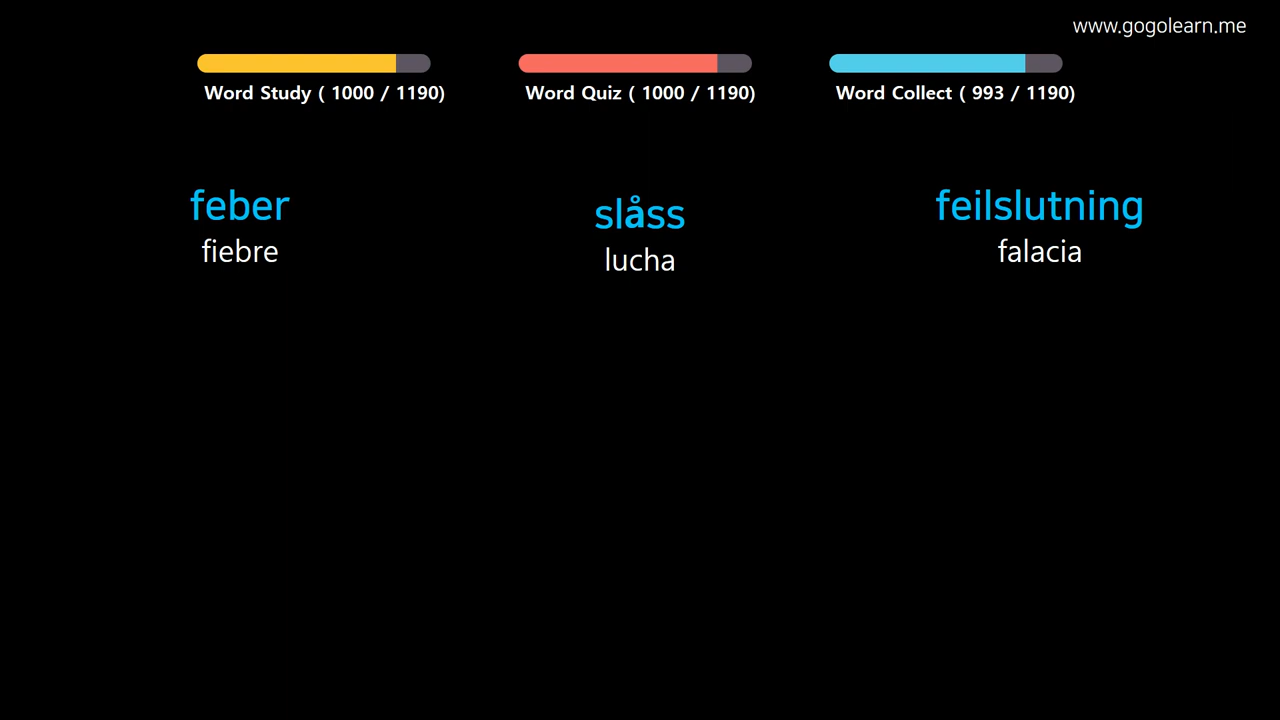 www.gogolearn.me
Word Study ( 1000 / 1190)
Word Quiz ( 1000 / 1190)
Word Collect ( 993 / 1190)
feber
fiebre
slåss
lucha
feilslutning
falacia